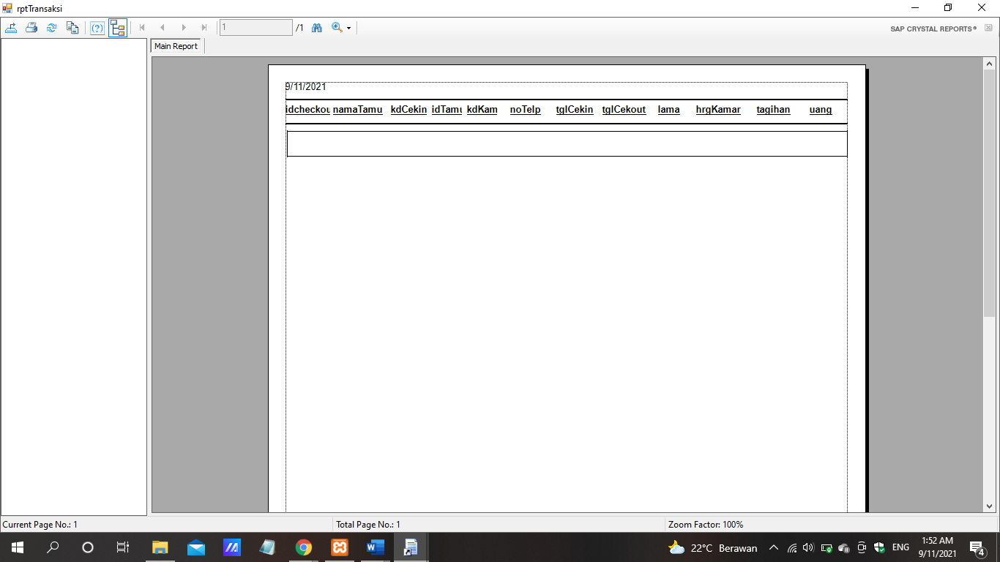 rptTransaksi
1 /1 SAP CRYSTAL REPORTS®
Main Report
9/11/2021
idcheckou namaTamu kdCekin idTamu kdKam noTelp tglCekin tglCekout lama hrgKamar tagihan uang
Current Page No.: 1 Total Page No.: 1 Zoom Factor: 100%
22°C Berawan ENG 1:52 AM
9/11/2021 4